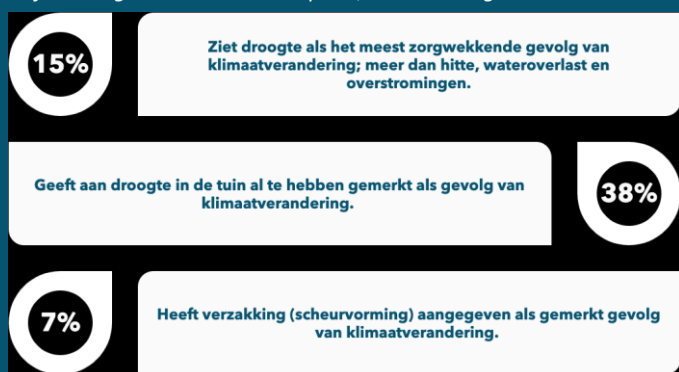 15%
Ziet droogte als het meest zorgwekkende gevolg van
klimaatverandering; meer dan hitte, wateroverlast en
overstromingen.
Geeft aan droogte in de tuin al te hebben gemerkt als gevolg van
klimaatverandering.
38%
7%
Heeft verzakking (scheurvorming) aangegeven als gemerkt gevolg
van klimaatverandering.